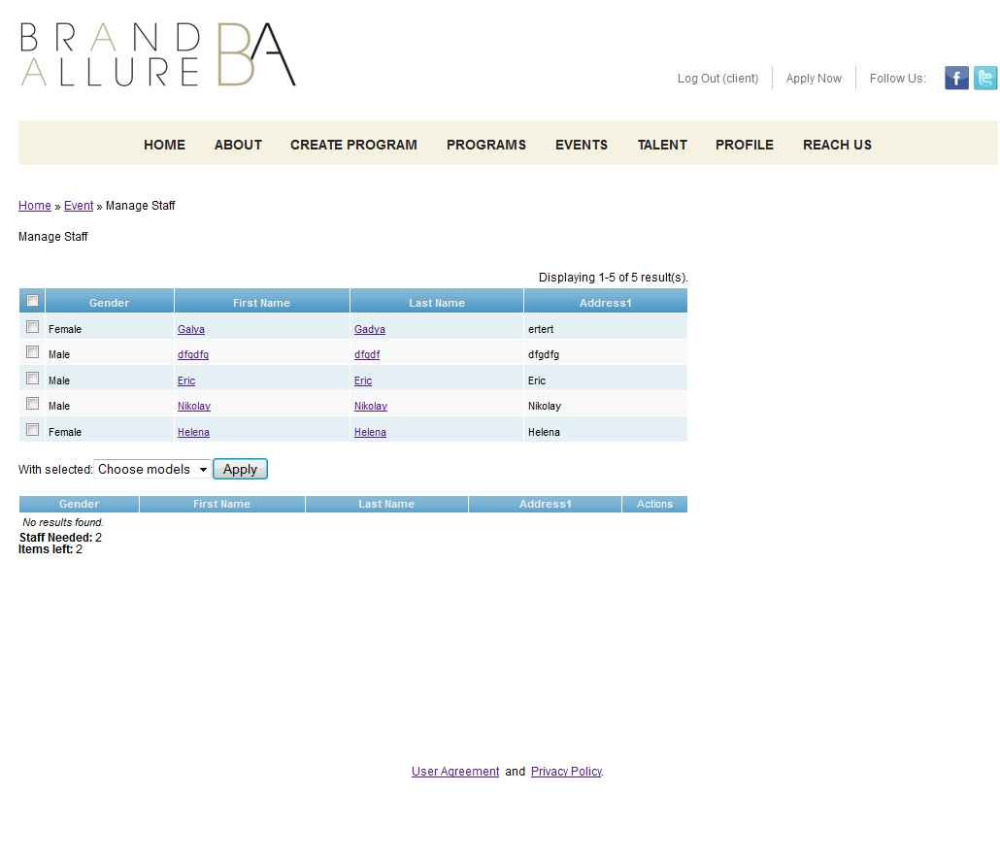 BRAND BA
ALLURE
Log Out (client) Apply Now Follow Us: f t
HOME ABOUT CREATE PROGRAM PROGRAMS EVENTS TALENT PROFILE REACH US
Home » Event » Manage Staff
Manage Staff
Displaying 1-5 of 5 result(s).
Gender First Name Last Name Address1
Female Galya Gadya ertert
Male dfgdfg dfgdf dfgdfg
Male Eric Eric Eric
Male Nikolay Nikolay Nikolay
Female Helena Helena Helena
With selected: Choose models Apply
Gender First Name Last Name Address1 Actions
No results found.
Staff Needed: 2
Items left: 2
User Agreement and Privacy Policy.